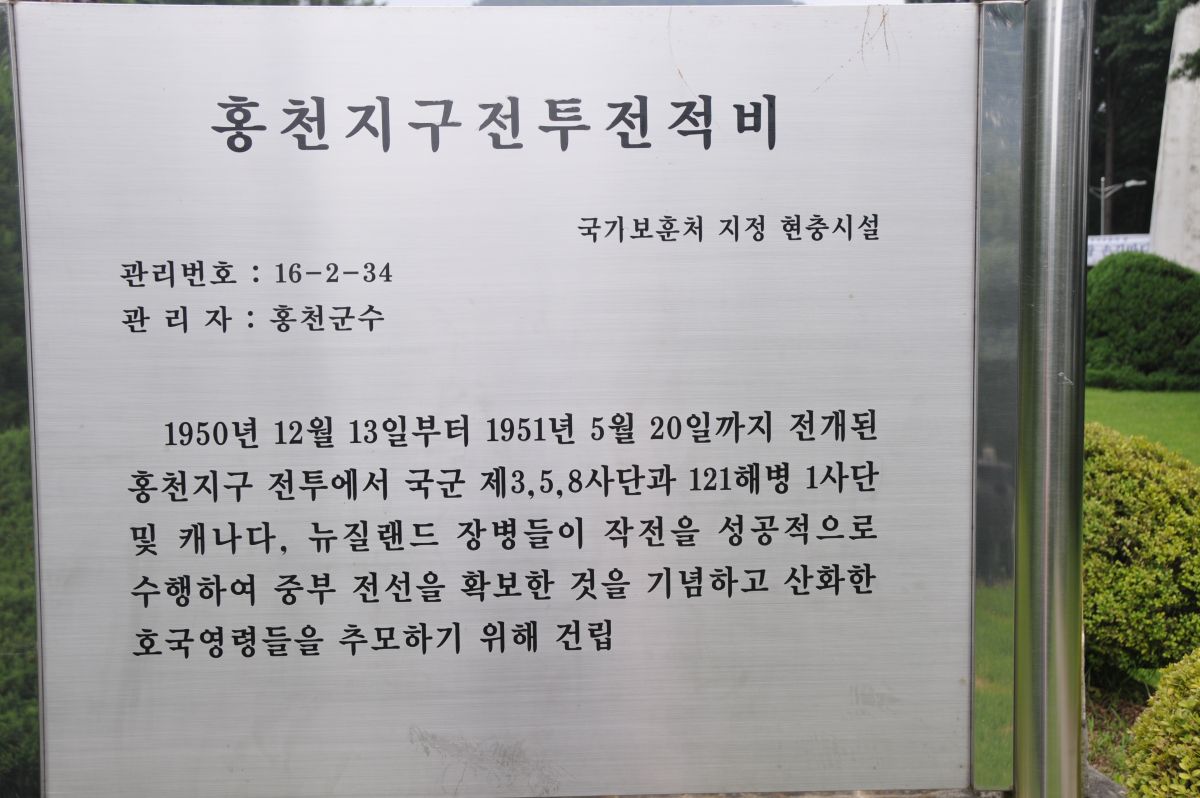 홍천지구전투전적비
국가보훈처 지정 현충시설
관리번호 : 16-2-34
관 리 자 : 홍천군수
1950년 12월 13일부터 1951년 5월 20일까지 전개된
홍천지구 전투에서 국군 제3,5,8사단과 121해병 1사단
및 캐나다, 뉴질랜드 장병들이 작전을 성공적으로
수행하여 중부 전선을 확보한 것을 기념하고 산화한
호국영령들을 추모하기 위해 건립